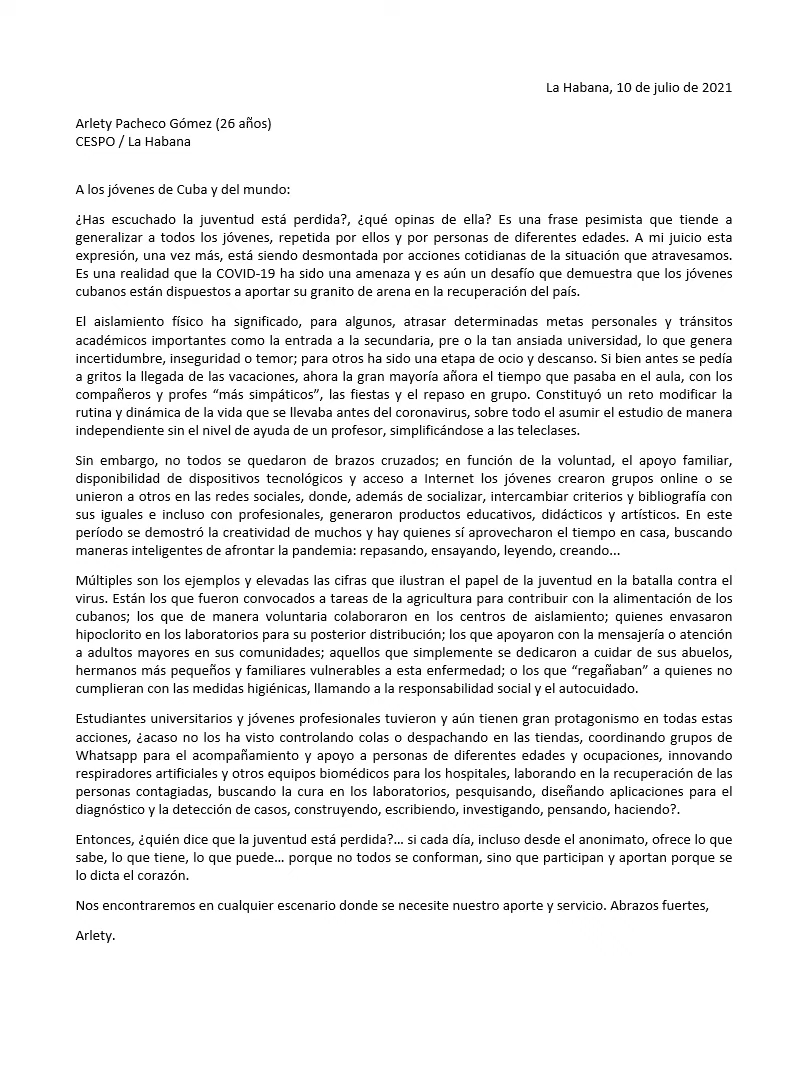 La Habana, 10 de julio de 2021
Arlety Pacheco Gómez (26 años)
CESPO / La Habana
A los jóvenes de Cuba y del mundo:
¿Has escuchado la juventud está perdida?, ¿qué opinas de ella? Es una frase pesimista que tiende a
generalizar a todos los jóvenes, repetida por ellos y por personas de diferentes edades. A mi juicio esta
expresión, una vez más, está siendo desmontada por acciones cotidianas de la situación que atravesamos.
Es una realidad que la COVID-19 ha sido una amenaza y es aún un desafío que demuestra que los jóvenes
cubanos están dispuestos a aportar su granito de arena en la recuperación del país.
El aislamiento físico ha significado, para algunos, atrasar determinadas metas personales y tránsitos
académicos importantes como la entrada a la secundaria, pre o la tan ansiada universidad, lo que genera
incertidumbre, inseguridad o temor; para otros ha sido una etapa de ocio y descanso. Si bien antes se pedía
a gritos la llegada de las vacaciones, ahora la gran mayoría añora el tiempo que pasaba en el aula, con los
compañeros y profes “más simpáticos”, las fiestas y el repaso en grupo. Constituyó un reto modificar la
rutina y dinámica de la vida que se llevaba antes del coronavirus, sobre todo el asumir el estudio de manera
independiente sin el nivel de ayuda de un profesor, simplificándose a las teleclases.
Sin embargo, no todos se quedaron de brazos cruzados; en función de la voluntad, el apoyo familiar,
disponibilidad de dispositivos tecnológicos y acceso a Internet los jóvenes crearon grupos online o se
unieron a otros en las redes sociales, donde, además de socializar, intercambiar criterios y bibliografía con
sus iguales e incluso con profesionales, generaron productos educativos, didácticos y artísticos. En este
período se demostró la creatividad de muchos y hay quienes sí aprovecharon el tiempo en casa, buscando
maneras inteligentes de afrontar la pandemia: repasando, ensayando, leyendo, creando...
Múltiples son los ejemplos y elevadas las cifras que ilustran el papel de la juventud en la batalla contra el
virus. Están los que fueron convocados a tareas de la agricultura para contribuir con la alimentación de los
cubanos; los que de manera voluntaria colaboraron en los centros de aislamiento; quienes envasaron
hipoclorito en los laboratorios para su posterior distribución; los que apoyaron con la mensajería o atención
a adultos mayores en sus comunidades; aquellos que simplemente se dedicaron a cuidar de sus abuelos,
hermanos más pequeños y familiares vulnerables a esta enfermedad; o los que “regañaban” a quienes no
cumplieran con las medidas higiénicas, llamando a la responsabilidad social y el autocuidado.
Estudiantes universitarios y jóvenes profesionales tuvieron y aún tienen gran protagonismo en todas estas
acciones, ¿acaso no los ha visto controlando colas o despachando en las tiendas, coordinando grupos de
Whatsapp para el acompañamiento y apoyo a personas de diferentes edades y ocupaciones, innovando
respiradores artificiales y otros equipos biomédicos para los hospitales, laborando en la recuperación de las
personas contagiadas, buscando la cura en los laboratorios, pesquisando, diseñando aplicaciones para el
diagnóstico y la detección de casos, construyendo, escribiendo, investigando, pensando, haciendo?.
Entonces, ¿quién dice que la juventud está perdida?… si cada día, incluso desde el anonimato, ofrece lo que
sabe, lo que tiene, lo que puede… porque no todos se conforman, sino que participan y aportan porque se
lo dicta el corazón.
Nos encontraremos en cualquier escenario donde se necesite nuestro aporte y servicio. Abrazos fuertes,
Arlety.